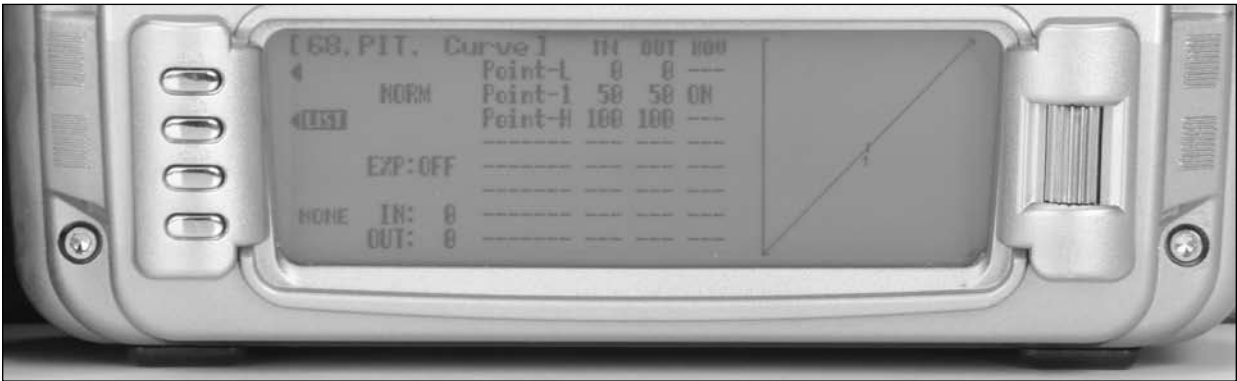 [68.PIT. Curve] IN OUT HOV
Point-L 0 0 ---
NORM Point-1 50 50 ON
LIST Point-H 100 100 ---
EXP:OFF
NONE IN: 0
OUT: 0
1